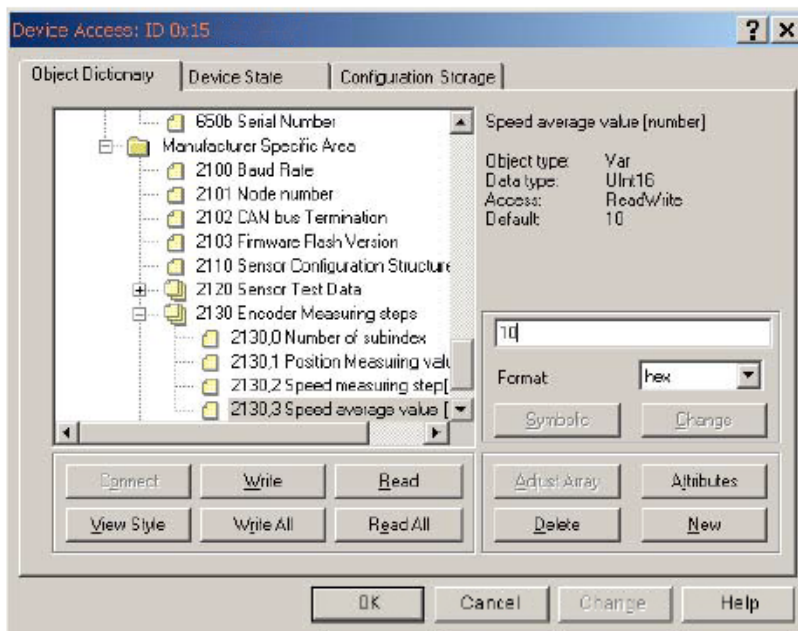 Device Access: ID 0x15
Object Dictionary
Device State
Configuration Storage
650b Serial Number
Manufacturer Specific Area
2100 Baud Rate
2101 Node number
2102 CAN bus Termination
2103 Firmware Flash Version
2110 Sensor Configuration Structure
2120 Sensor Test Data
2130 Encoder Measuring steps
2130,0 Number of subindex
2130,1 Position Measuring valu
2130,2 Speed measuring step[
2130,3 Speed average value [
Speed average value [number]
Object type: Var
Data type: UInt16
Access: ReadWrite
Default: 10
10
Format hex
Symbolic Change
Connect Write Read
View Style Write All Read All
Adjust Array Attributes
Delete New
OK Cancel Change Help